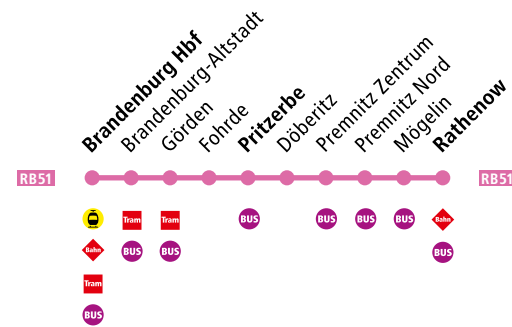 Brandenburg Hbf
Brandenburg-Altstadt
Görden
Fohrde
Pritzerbe
Döberitz
Premnitz Zentrum
Premnitz Nord
Mögelin
Rathenow
RB51
RB51
Tram
Tram
BUS
BUS
BUS
BUS
Bahn
Bahn
BUS
BUS
BUS
Tram
BUS